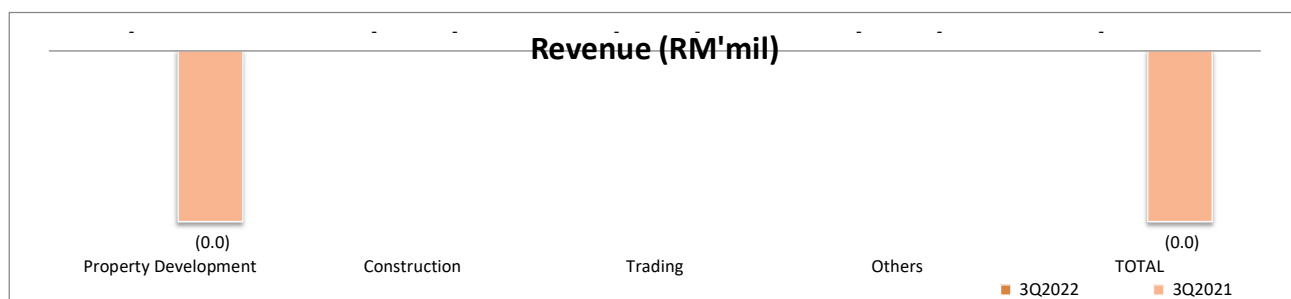 - - - - - - - -
Revenue (RM'mil)
(0.0) (0.0)
Property Development Construction Trading Others TOTAL
3Q2022 3Q2021